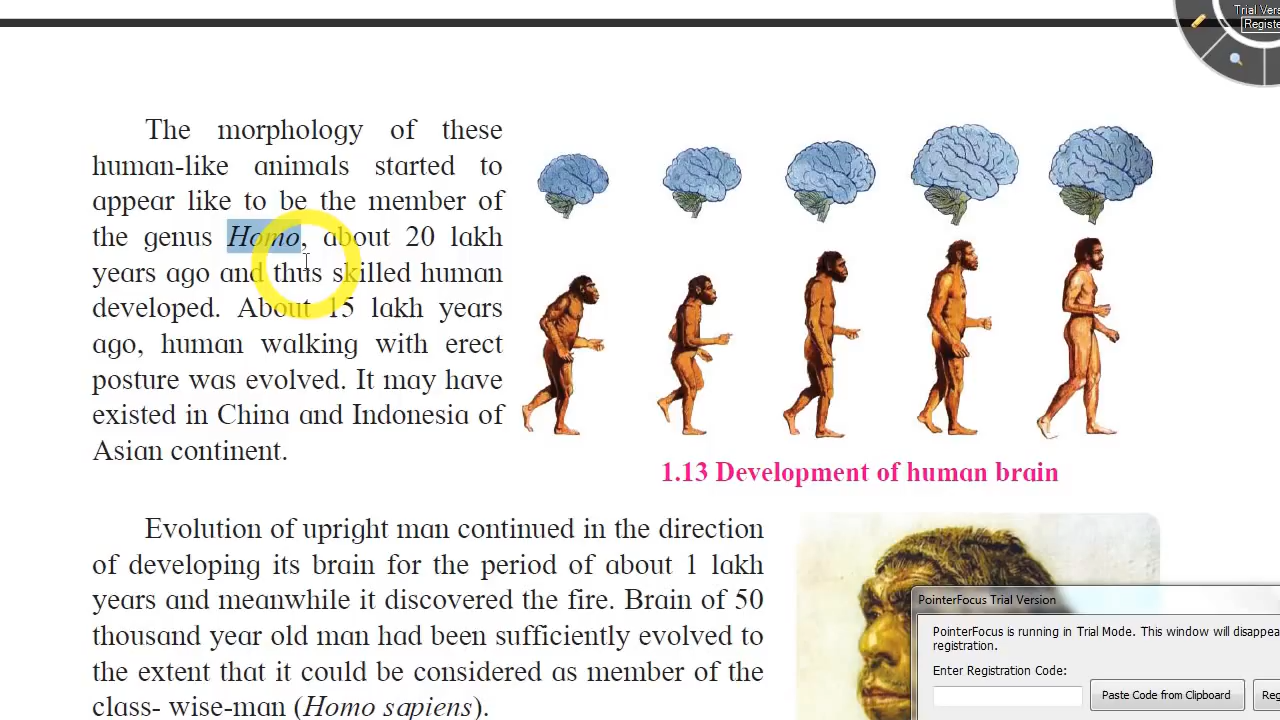 Trial Vers
Registe
The morphology of these
human-like animals started to
appear like to be the member of
the genus Homo, about 20 lakh
years ago and thus skilled human
developed. About 15 lakh years
ago, human walking with erect
posture was evolved. It may have
existed in China and Indonesia of
Asian continent.
1.13 Development of human brain
Evolution of upright man continued in the direction
of developing its brain for the period of about 1 lakh
years and meanwhile it discovered the fire. Brain of 50
thousand year old man had been sufficiently evolved to
the extent that it could be considered as member of the
class- wise-man (Homo sapiens).
PointerFocus Trial Version
PointerFocus is running in Trial Mode. This window will disappea
registration.
Enter Registration Code:
Paste Code from Clipboard
Reg